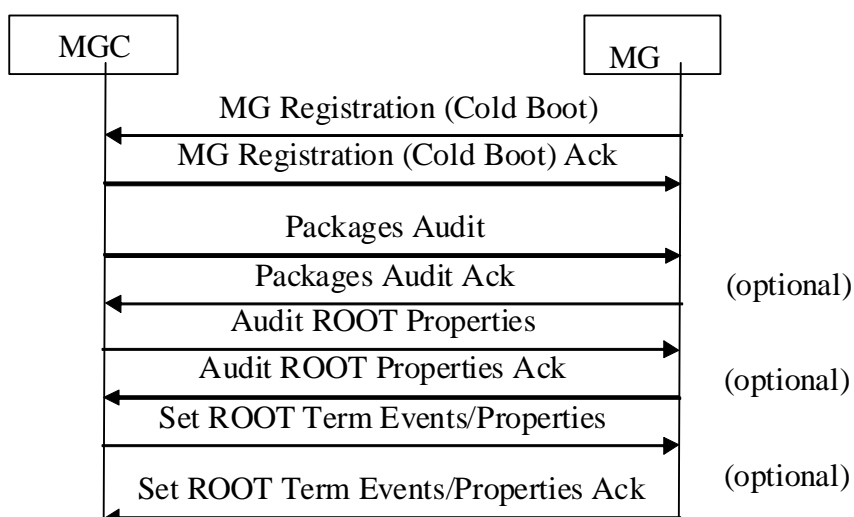 MGC
MG
MG Registration (Cold Boot)
MG Registration (Cold Boot) Ack
Packages Audit
Packages Audit Ack
(optional)
Audit ROOT Properties
Audit ROOT Properties Ack
(optional)
Set ROOT Term Events/Properties
Set ROOT Term Events/Properties Ack
(optional)